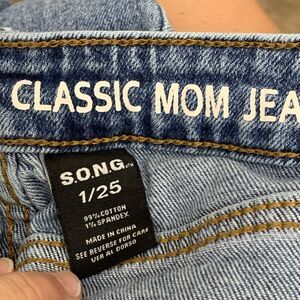 CLASSIC MOM JEA
S.O.N.G.™
1/25
99% COTTON
1% SPANDEX
MADE IN CHINA
SEE REVERSE FOR CARE
VER AL DORSO